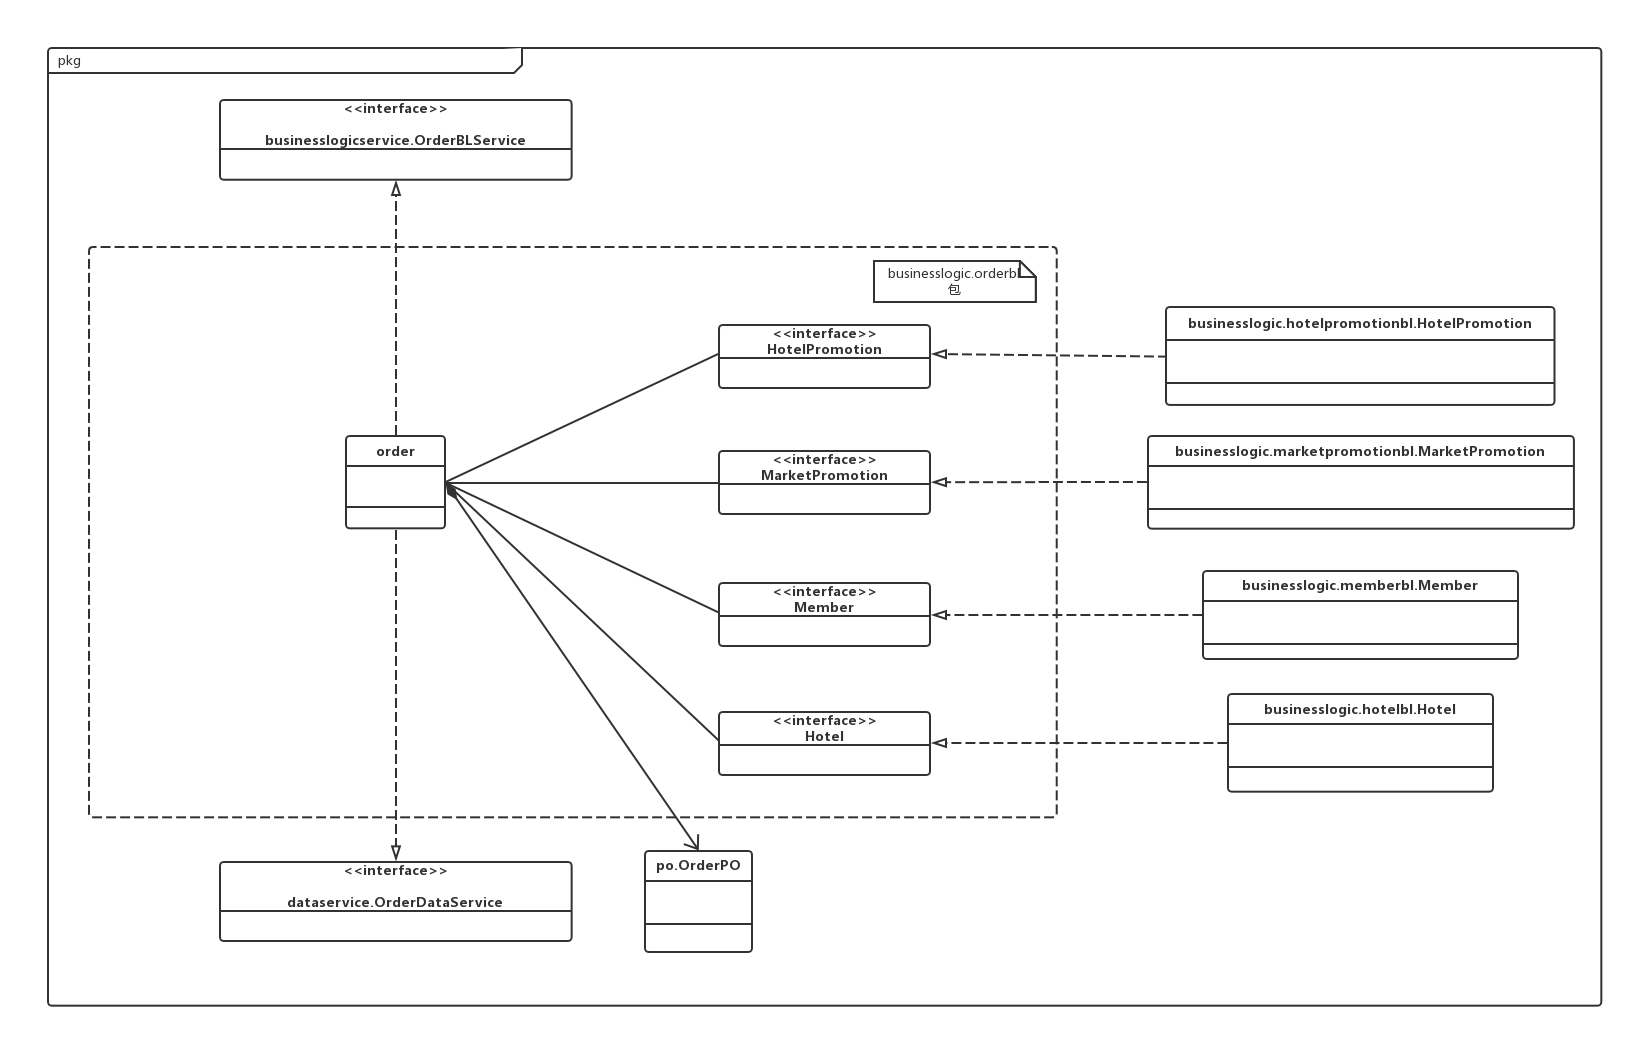 pkg
<<interface>>
businesslogicservice.OrderBLService
businesslogic.orderbl
包
<<interface>>
HotelPromotion
businesslogic.hotelpromotionbl.HotelPromotion
order
<<interface>>
MarketPromotion
businesslogic.marketpromotionbl.MarketPromotion
<<interface>>
Member
businesslogic.memberbl.Member
<<interface>>
Hotel
businesslogic.hotelbl.Hotel
<<interface>>
dataservice.OrderDataService
po.OrderPO